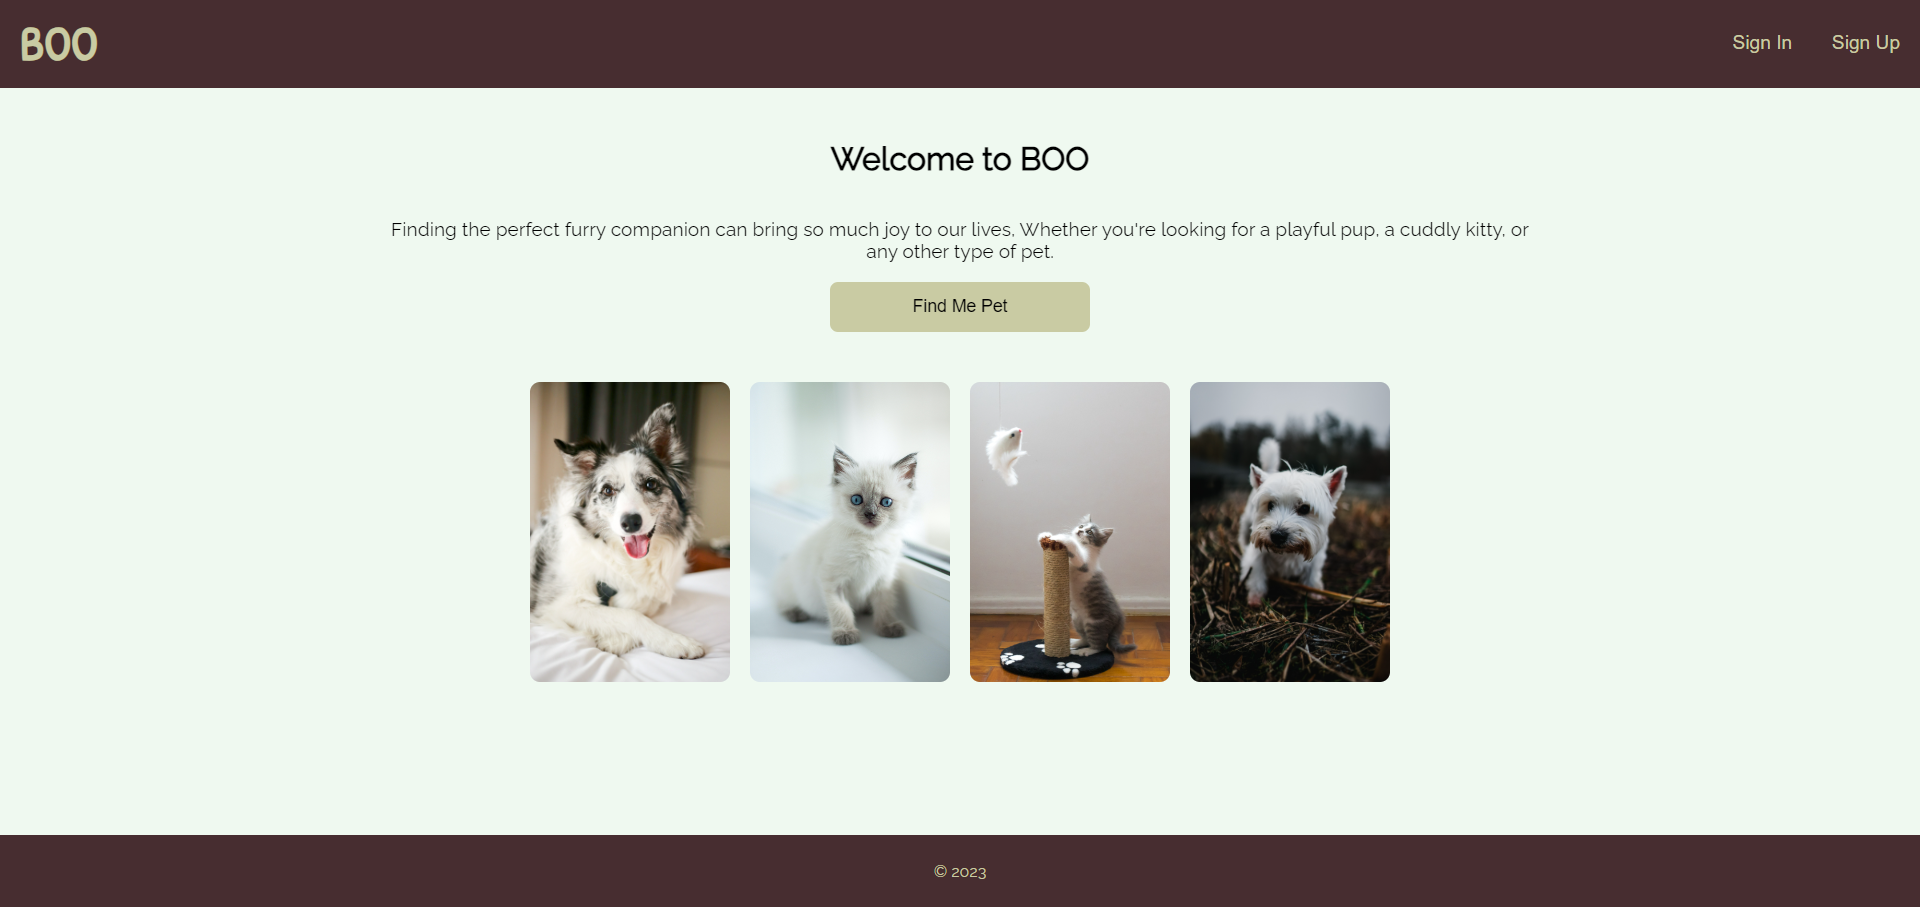 BOO
Sign In
Sign Up
Welcome to BOO
Finding the perfect furry companion can bring so much joy to our lives, Whether you're looking for a playful pup, a cuddly kitty, or
any other type of pet.
Find Me Pet
© 2023